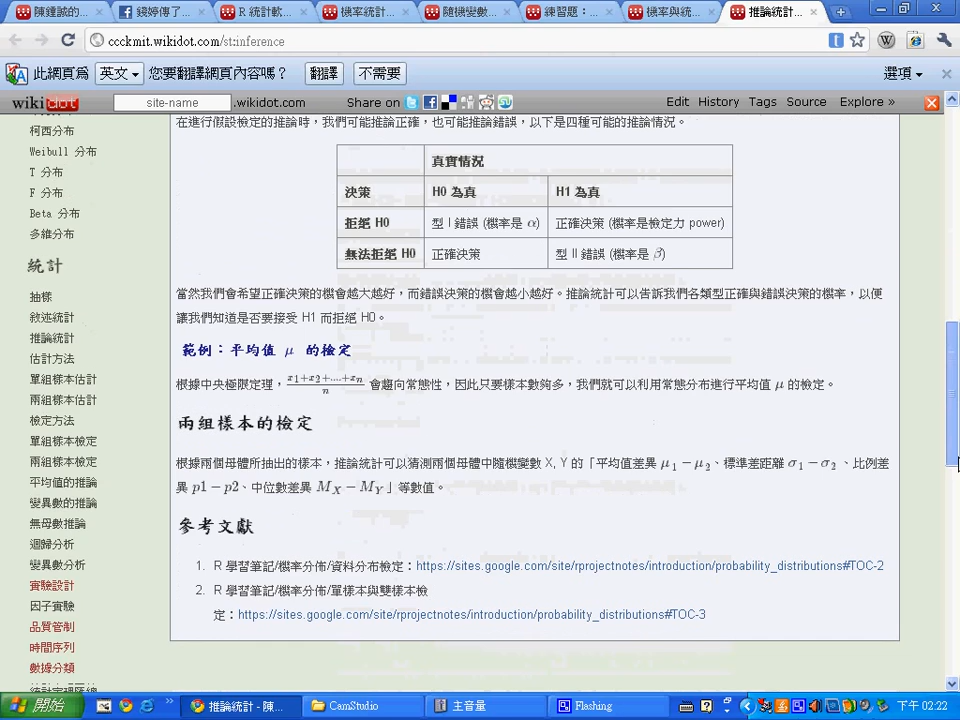 陳鍾誠的...
錢婷傳了...
R 統計軟...
機率統計...
隨機變數...
練習題：...
機率與統...
推論統計...
ccckmit.wikidot.com/st:inference
此網頁為 英文 您要翻譯網頁內容嗎？ 翻譯 不需要 選項
wikidot site-name .wikidot.com Share on Edit History Tags Source Explore »
柯西分布
Weibull 分布
T 分布
F 分布
Beta 分布
多維分布
統計
抽樣
敘述統計
推論統計
估計方法
單組樣本估計
兩組樣本估計
檢定方法
單組樣本檢定
兩組樣本檢定
平均值的推論
變異數的推論
無母數推論
迴歸分析
變異數分析
實驗設計
因子實驗
品質管制
時間序列
數據分類
在進行假設檢定的推論時，我們可能推論正確，也可能推論錯誤，以下是四種可能的推論情況。
真實情況
決策 H0 為真 H1 為真
拒絕 H0 型 I 錯誤 (機率是 α) 正確決策 (機率是檢定力 power)
無法拒絕 H0 正確決策 型 II 錯誤 (機率是 β)
當然我們會希望正確決策的機會越大越好，而錯誤決策的機會越小越好。推論統計可以告訴我們各類型正確與錯誤決策的機率，以便
讓我們知道是否要接受 H1 而拒絕 H0。
範例：平均值 μ 的檢定
根據中央極限定理，(x1+x2+....+xn)/n 會趨向常態性，因此只要樣本數夠多，我們就可以利用常態分布進行平均值 μ 的檢定。
兩組樣本的檢定
根據兩個母體所抽出的樣本，推論統計可以猜測兩個母體中隨機變數 X, Y 的「平均值差異 μ1 − μ2、標準差距離 σ1 − σ2 、比例差
異 p1 − p2、中位數差異 MX − MY」等數值。
參考文獻
1. R 學習筆記/機率分佈/資料分布檢定：https://sites.google.com/site/rprojectnotes/introduction/probability_distributions#TOC-2
2. R 學習筆記/機率分佈/單樣本與雙樣本檢
定：https://sites.google.com/site/rprojectnotes/introduction/probability_distributions#TOC-3
開始 推論統計 - 陳... CamStudio 主音量 Flashing 下午 02:22